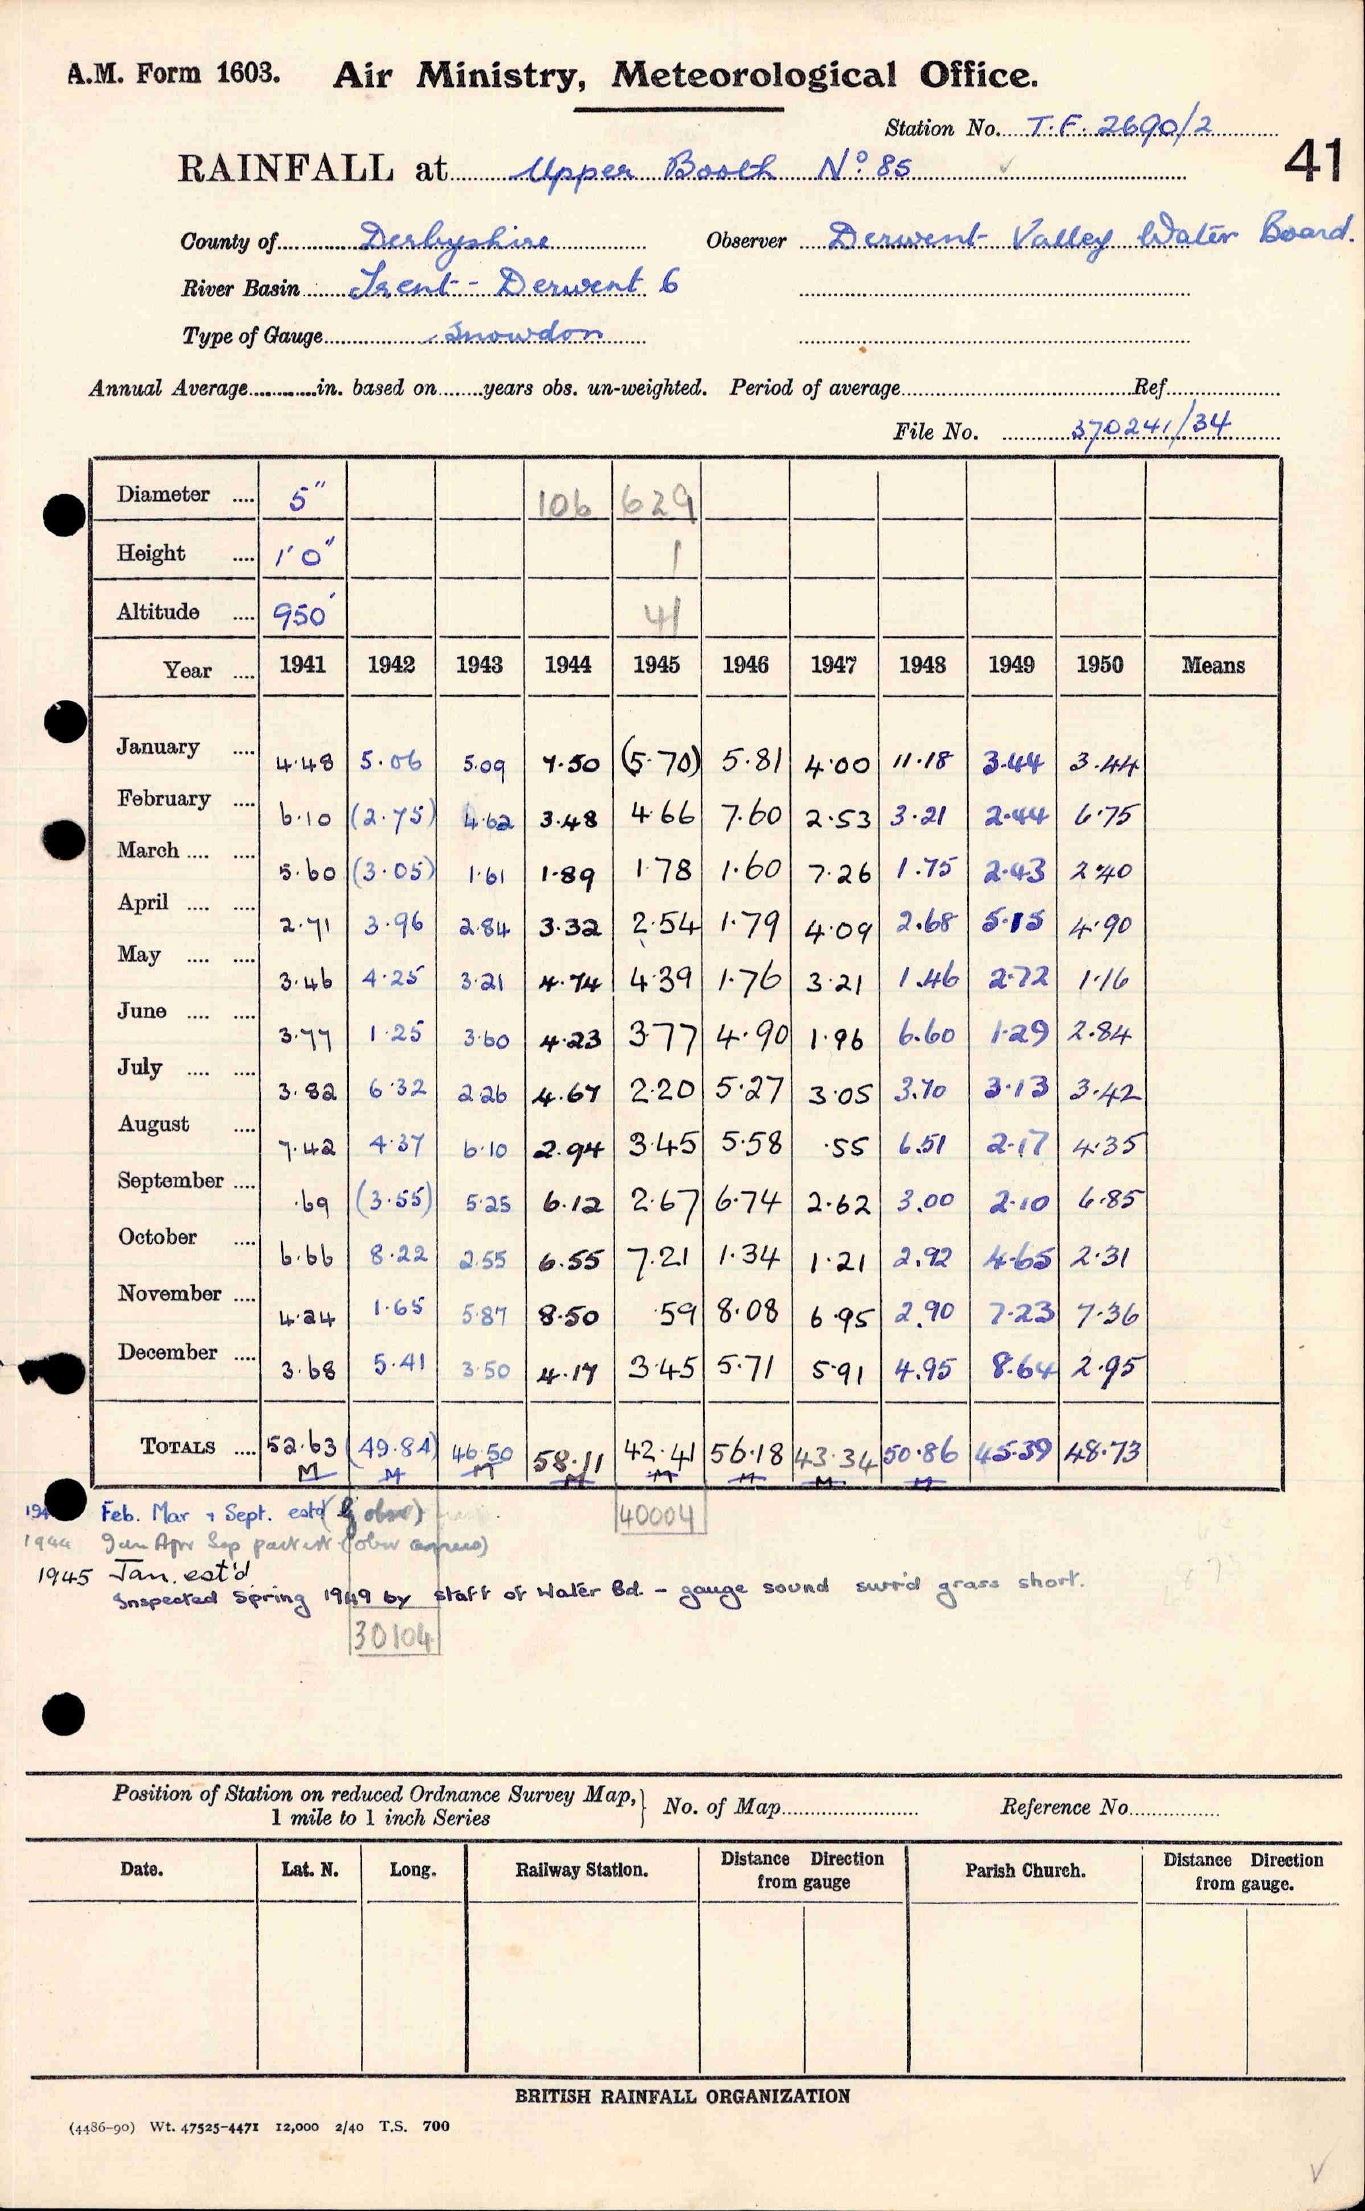 A.M. Form 1603. Air Ministry, Meteorological Office.
Station No. T.F. 2690/2
41
RAINFALL at Upper Booth No. 85
County of Derbyshire Observer Derwent Valley Water Board.
River Basin Trent - Derwent 6
Type of Gauge Snowdon
Annual Average in. based on years obs. un-weighted. Period of average Ref
File No. 370241/34
Diameter 5" 106 629
Height 1' 0" 1
Altitude 950' 41
Year 1941 1942 1943 1944 1945 1946 1947 1948 1949 1950 Means
January 4.48 5.06 5.09 7.50 (5.70) 5.81 4.00 11.18 3.44 3.44
February 6.10 (2.75) 4.62 3.48 4.66 7.60 2.53 3.21 2.44 6.75
March 5.60 (3.05) 1.61 1.89 1.78 1.60 7.26 1.75 2.43 2.40
April 2.71 3.96 2.84 3.32 2.54 1.79 4.09 2.68 5.15 4.90
May 3.46 4.25 3.21 4.74 4.39 1.76 3.21 1.46 2.72 1.16
June 3.77 1.25 3.60 4.23 3.77 4.90 1.96 6.60 1.29 2.84
July 3.82 6.32 2.26 4.67 2.20 5.27 3.05 3.70 3.13 3.42
August 7.42 4.37 6.10 2.94 3.45 5.58 .55 6.51 2.17 4.35
September .69 (3.55) 5.25 6.12 2.67 6.74 2.62 3.00 2.10 6.85
October 6.66 8.22 2.55 6.55 7.21 1.34 1.21 2.92 4.65 2.31
November 4.24 1.65 5.87 8.50 .59 8.08 6.95 2.90 7.23 7.36
December 3.68 5.41 3.50 4.17 3.45 5.71 5.91 4.95 8.64 2.95
TOTALS 52.63 (49.84) 46.50 58.11 42.41 56.18 43.34 50.86 45.39 48.73
M M M M M M M M
Feb. Mar + Sept. estd (by obsr) 40004
1944 Jan Apr Sep part est (obsr)
1945 Jan. est'd
Inspected Spring 1949 by staff of Water Bd. - gauge sound surr'd grass short.
30104
Position of Station on reduced Ordnance Survey Map, No. of Map Reference No.
1 mile to 1 inch Series
Date. Lat. N. Long. Railway Station. Distance Direction from gauge Parish Church. Distance Direction from gauge.
BRITISH RAINFALL ORGANIZATION
(4486-90) Wt. 47525-4471 12,000 2/40 T.S. 700